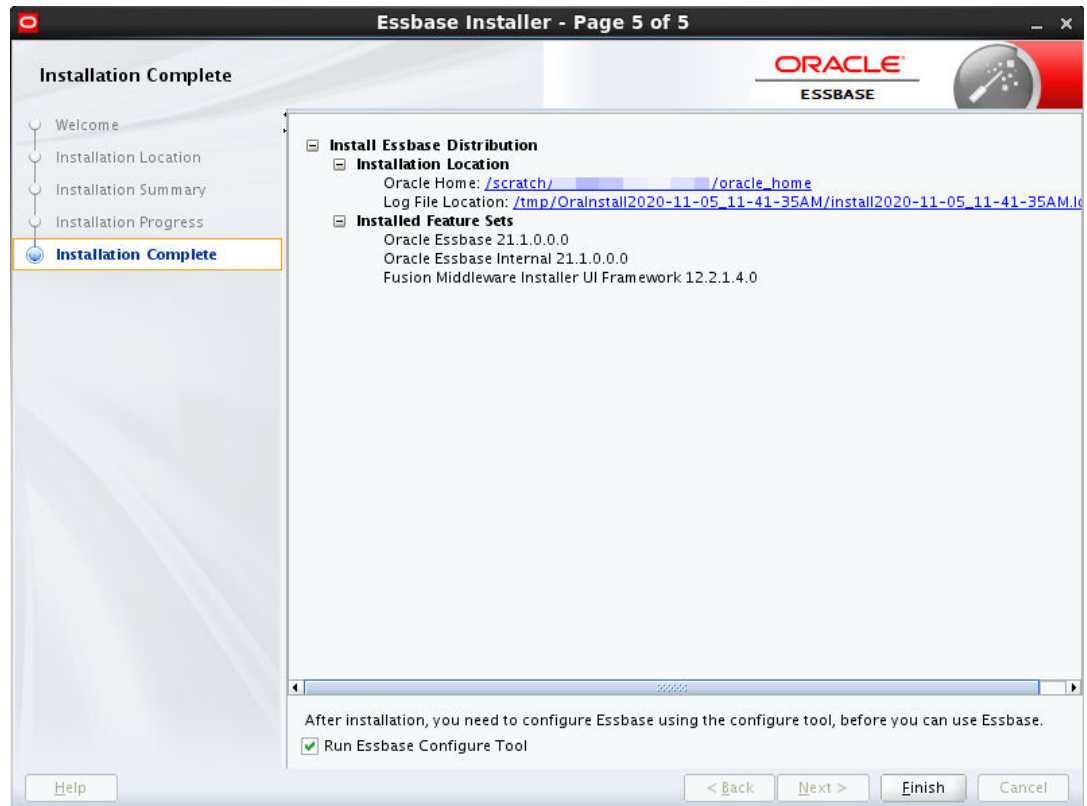 Essbase Installer - Page 5 of 5
Installation Complete
ORACLE
ESSBASE
Welcome
Installation Location
Installation Summary
Installation Progress
Installation Complete
Install Essbase Distribution
Installation Location
Oracle Home: /scratch/ /oracle_home
Log File Location: /tmp/OraInstall2020-11-05_11-41-35AM/install2020-11-05_11-41-35AM.lo
Installed Feature Sets
Oracle Essbase 21.1.0.0.0
Oracle Essbase Internal 21.1.0.0.0
Fusion Middleware Installer UI Framework 12.2.1.4.0
After installation, you need to configure Essbase using the configure tool, before you can use Essbase.
Run Essbase Configure Tool
Help
< Back
Next >
Finish
Cancel